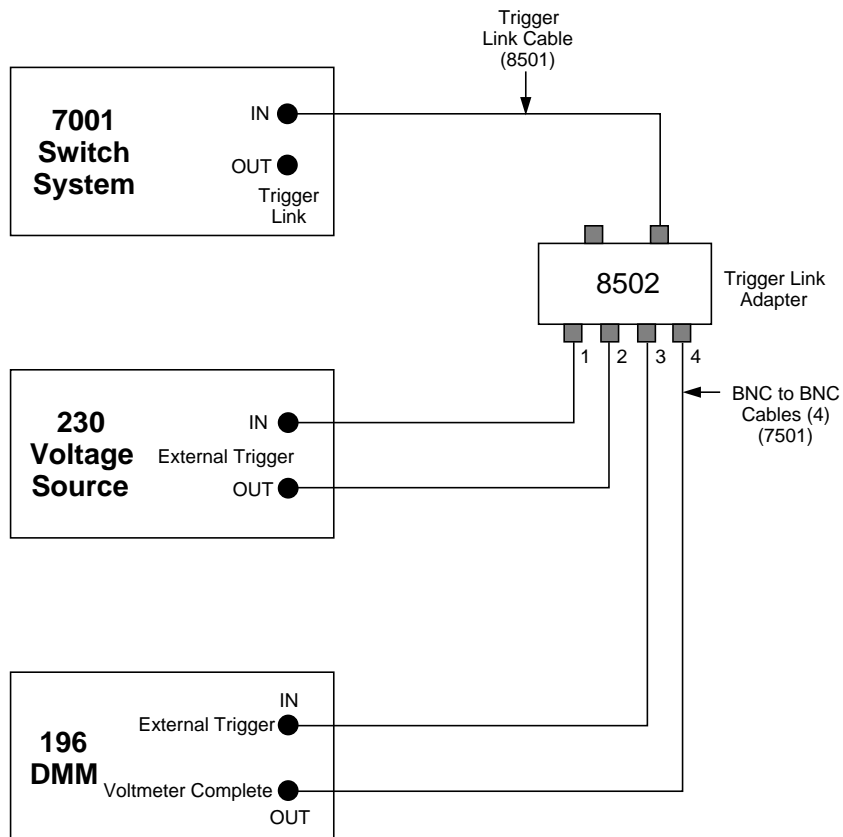 Trigger
Link Cable
(8501)
7001
Switch
System
IN
OUT
Trigger
Link
8502
Trigger Link
Adapter
1 2 3 4
BNC to BNC
Cables (4)
(7501)
230
Voltage
Source
IN
External Trigger
OUT
196
DMM
IN
External Trigger
Voltmeter Complete
OUT